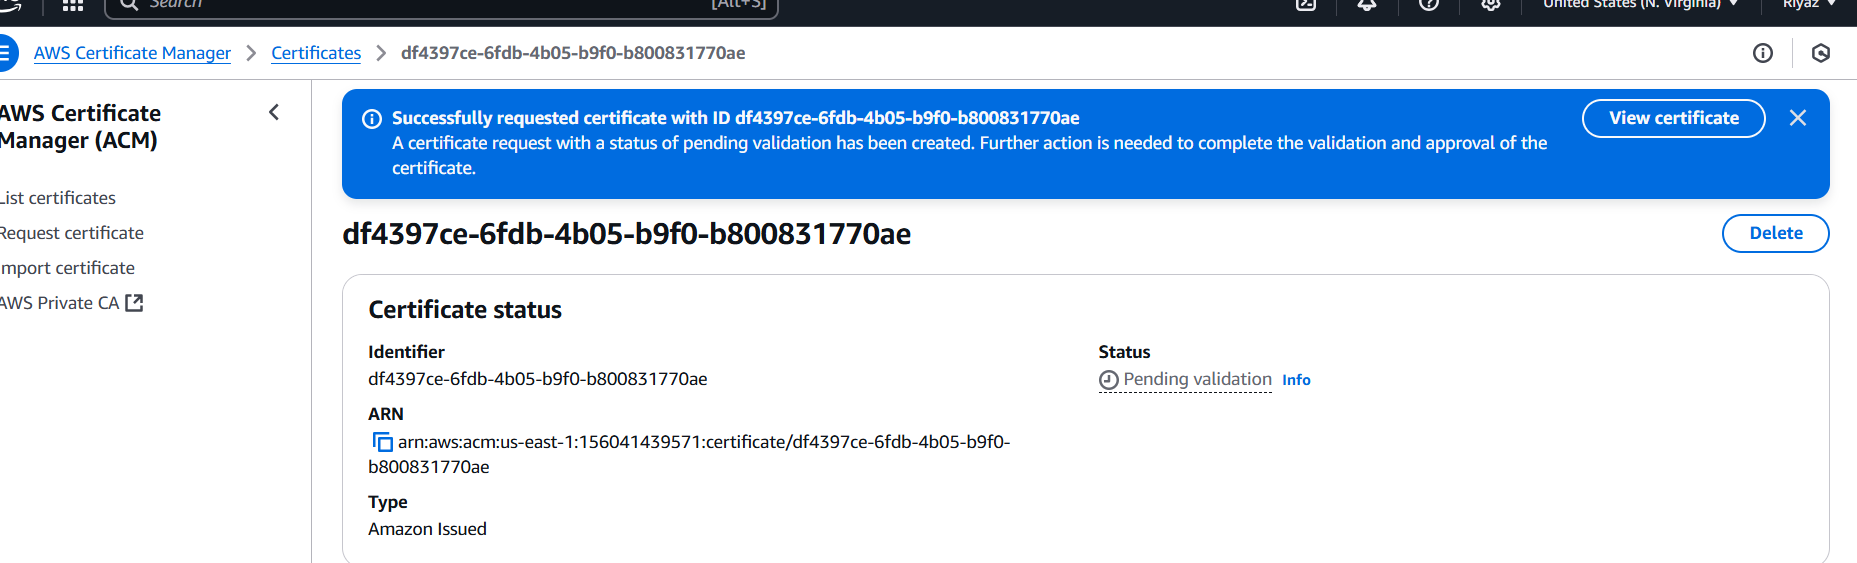 Search [Alt+S] United States (N. Virginia) Riyaz
AWS Certificate Manager Certificates df4397ce-6fdb-4b05-b9f0-b800831770ae
AWS Certificate
Manager (ACM)
List certificates
Request certificate
Import certificate
AWS Private CA
Successfully requested certificate with ID df4397ce-6fdb-4b05-b9f0-b800831770ae
A certificate request with a status of pending validation has been created. Further action is needed to complete the validation and approval of the
certificate.
View certificate
df4397ce-6fdb-4b05-b9f0-b800831770ae
Delete
Certificate status
Identifier
df4397ce-6fdb-4b05-b9f0-b800831770ae
ARN
arn:aws:acm:us-east-1:156041439571:certificate/df4397ce-6fdb-4b05-b9f0-
b800831770ae
Type
Amazon Issued
Status
Pending validation Info